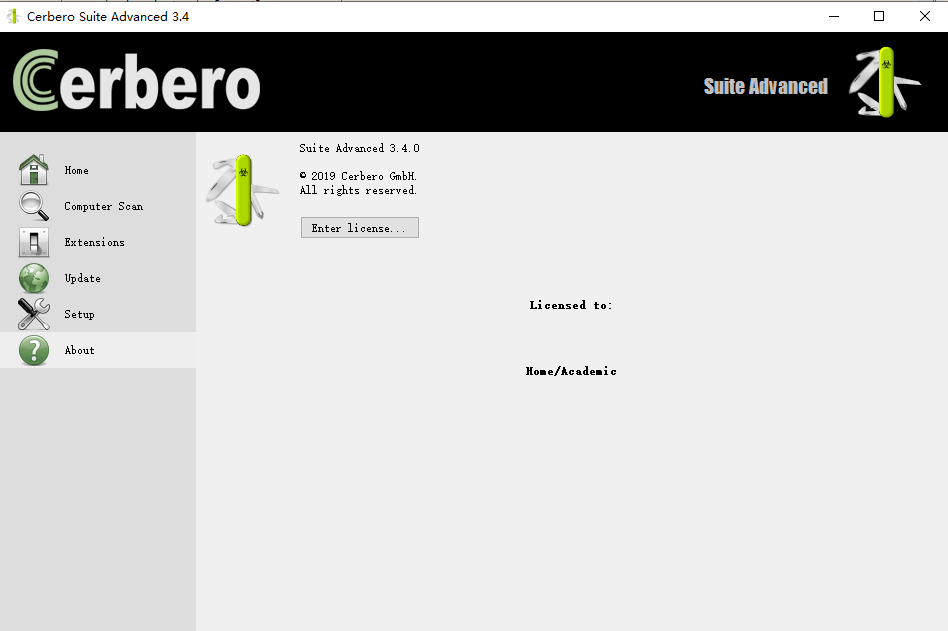 Cerbero Suite Advanced 3.4
Cerbero
Suite Advanced
Home
Computer Scan
Extensions
Update
Setup
About
Suite Advanced 3.4.0
© 2019 Cerbero GmbH.
All rights reserved.
Enter license...
Licensed to:
Home/Academic